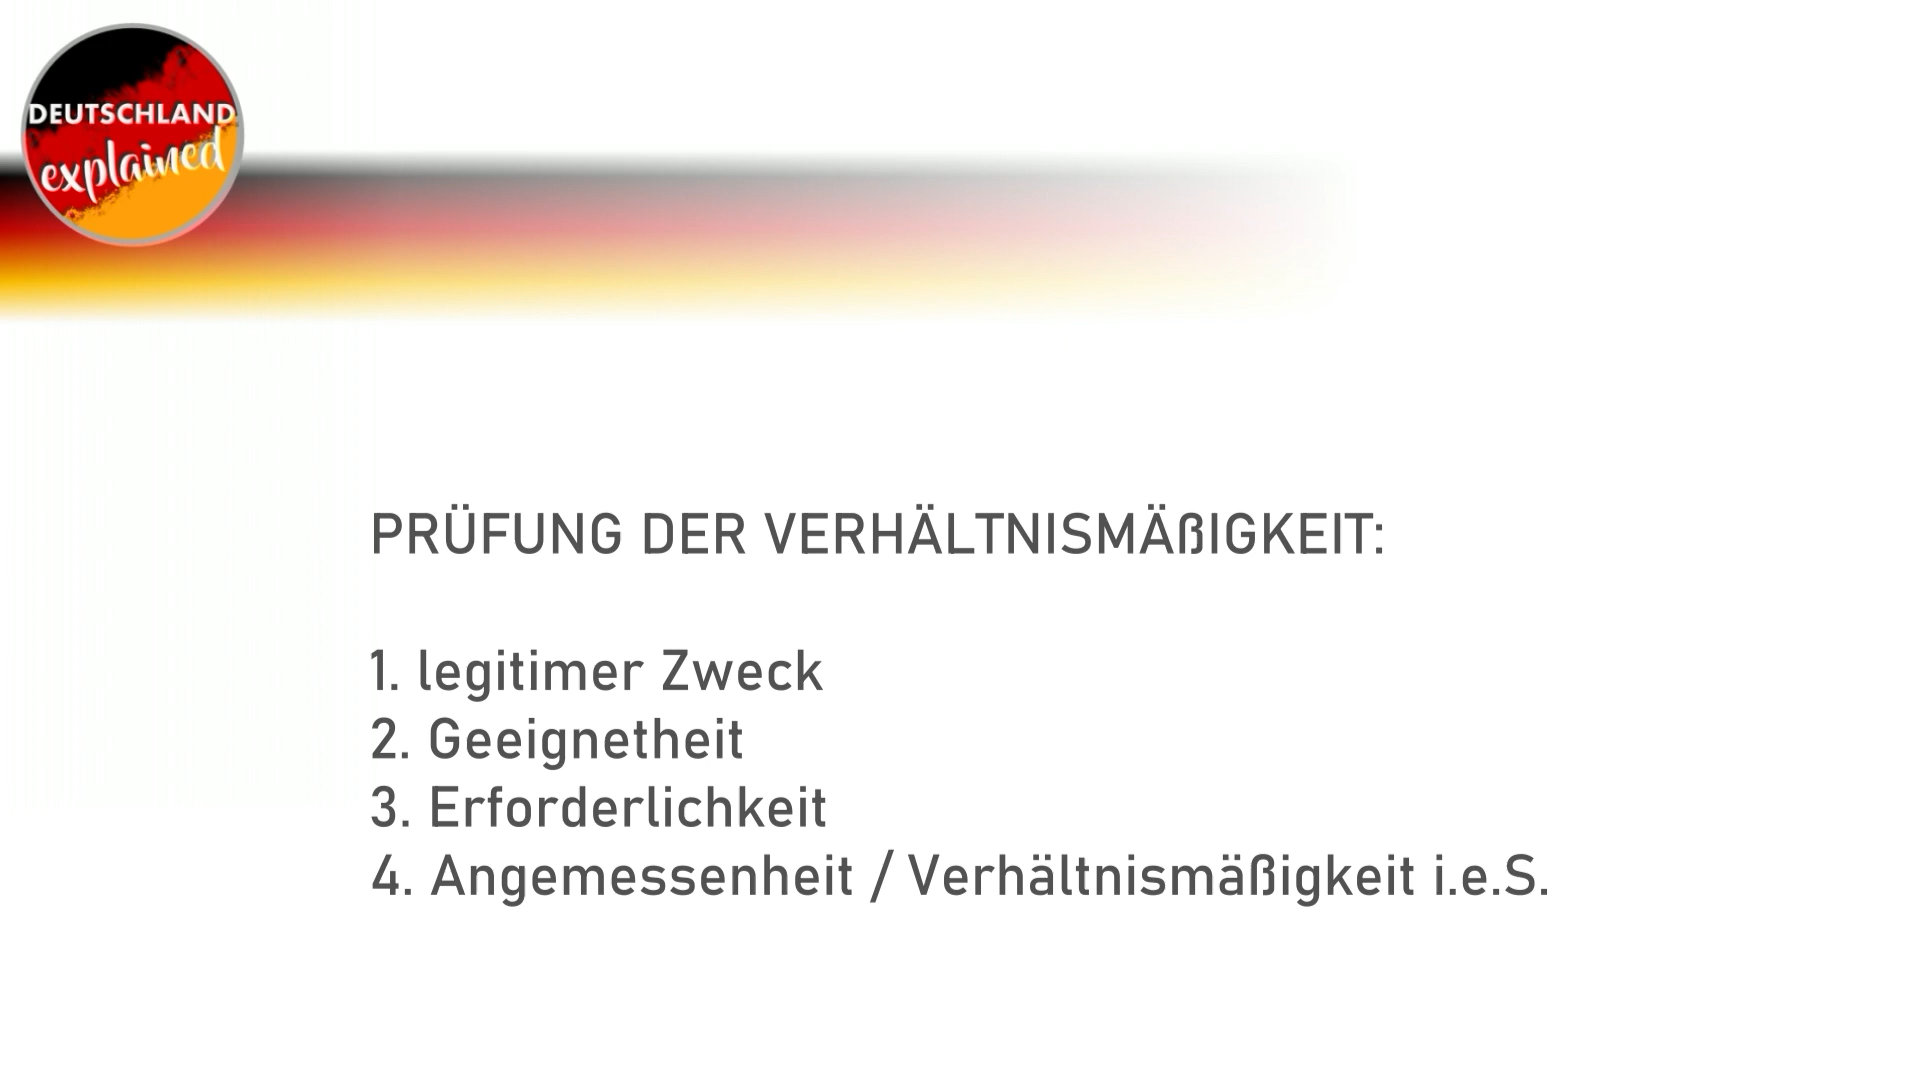 DEUTSCHLAND
explained
PRÜFUNG DER VERHÄLTNISMÄßIGKEIT:
1. legitimer Zweck
2. Geeignetheit
3. Erforderlichkeit
4. Angemessenheit / Verhältnismäßigkeit i.e.S.